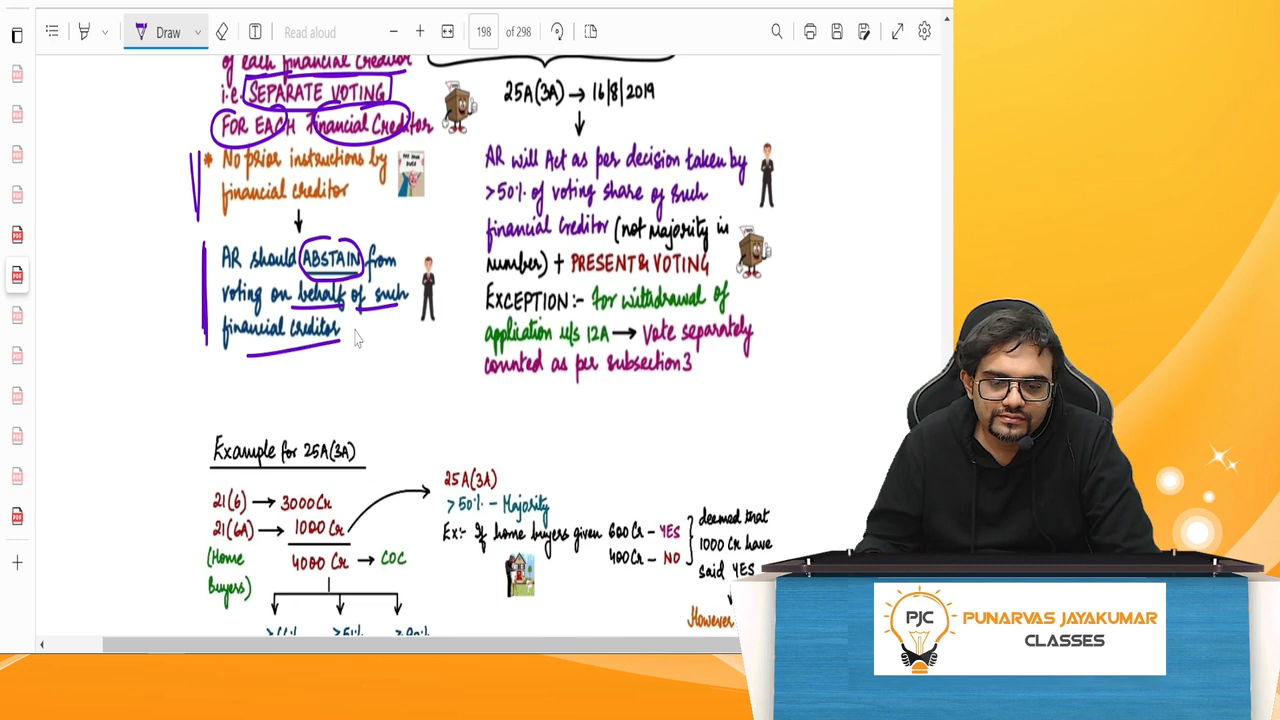 Draw
Read aloud
198 of 298
of each financial creditor
i.e. SEPARATE VOTING
FOR EACH financial Creditor
* No prior instructions by
financial creditor
AR should ABSTAIN from
voting on behalf of such
financial creditor
25A(3A) → 16/8/2019
AR will Act as per decision taken by
>50% of voting share of such
financial Creditor (not majority in
number) + PRESENT & VOTING
EXCEPTION:- for withdrawal of
application u/s 12A → Vote separately
counted as per subsection 3
Example for 25A(3A)
21(6) → 3000 Cr
21(6A) → 1000 Cr
(Home
Buyers)
4000 Cr → COC
25A(3A)
>50% - Majority
Ex:- If home buyers given 600 Cr - YES
400 Cr - NO
deemed that
1000 Cr have
said YES
However
PJC
PUNARVAS JAYAKUMAR
CLASSES